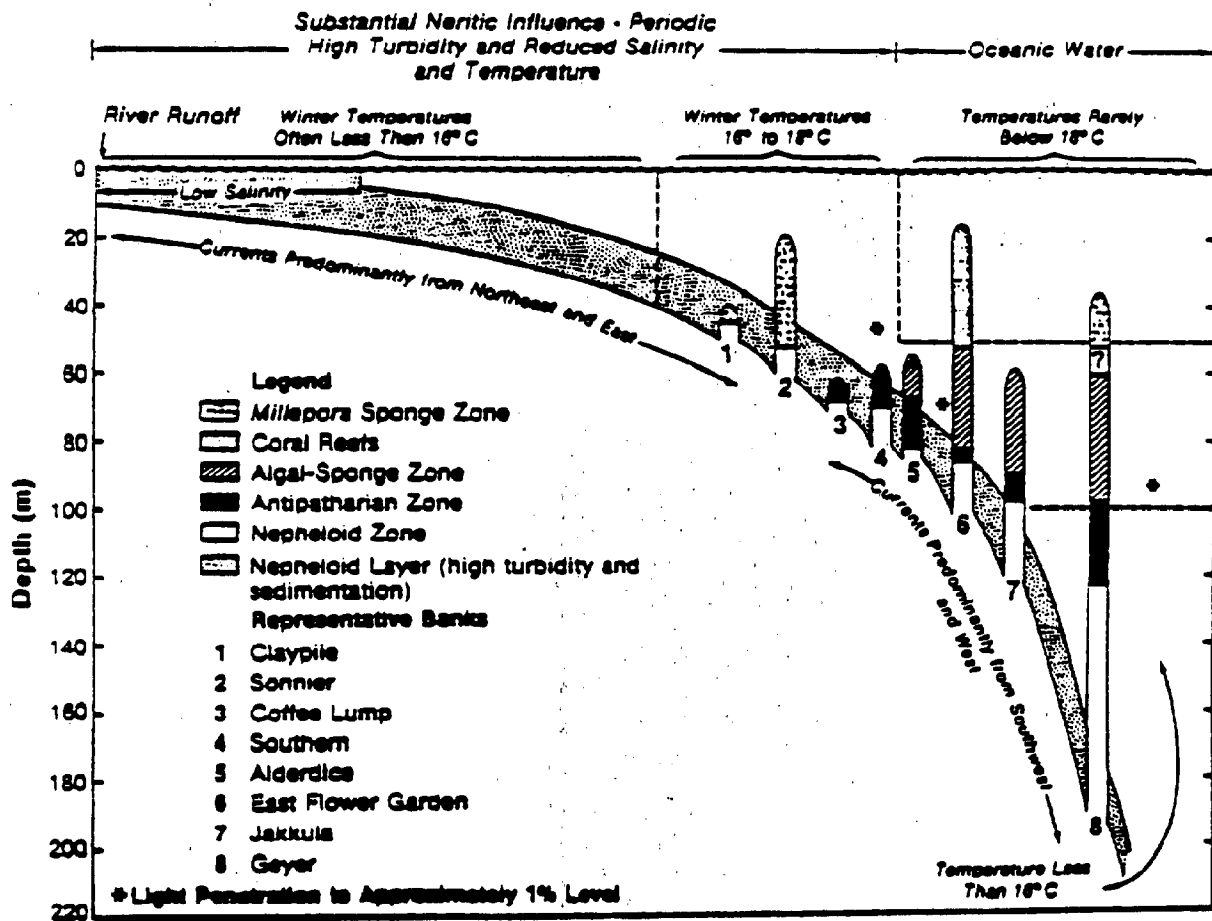 Substantial Neritic Influence - Periodic
High Turbidity and Reduced Salinity
and Temperature
Oceanic Water
River Runoff
Winter Temperatures
Often Less Than 16° C
Winter Temperatures
16° to 18° C
Temperatures Rarely
Below 18° C
Low Salinity
Currents Predominantly from Northeast and East
Currents Predominently from Southwest
and West
Temperature Less
Than 16° C
Depth (m)
0
20
40
60
80
100
120
140
160
180
200
220
1
2
3
4
5
6
7
8
?
*
*
*
Legend
Millepora Sponge Zone
Coral Reefs
Algal-Sponge Zone
Antipatharian Zone
Nepheloid Zone
Nepheloid Layer (high turbidity and
sedimentation)
Representative Banks
1 Claypile
2 Sonnier
3 Coffee Lump
4 Southern
5 Alderdice
6 East Flower Garden
7 Jakkula
8 Geyer
* Light Penetration to Approximately 1% Level